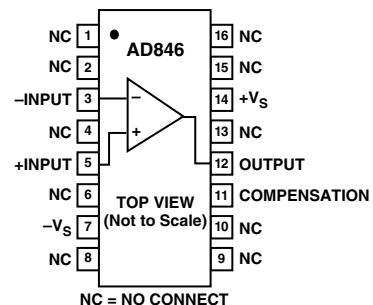 AD846
NC 1
16 NC
NC 2
15 NC
–INPUT 3
–
14 +VS
NC 4
13 NC
+INPUT 5
+
12 OUTPUT
NC 6
11 COMPENSATION
–VS 7
10 NC
NC 8
9 NC
TOP VIEW
(Not to Scale)
NC = NO CONNECT